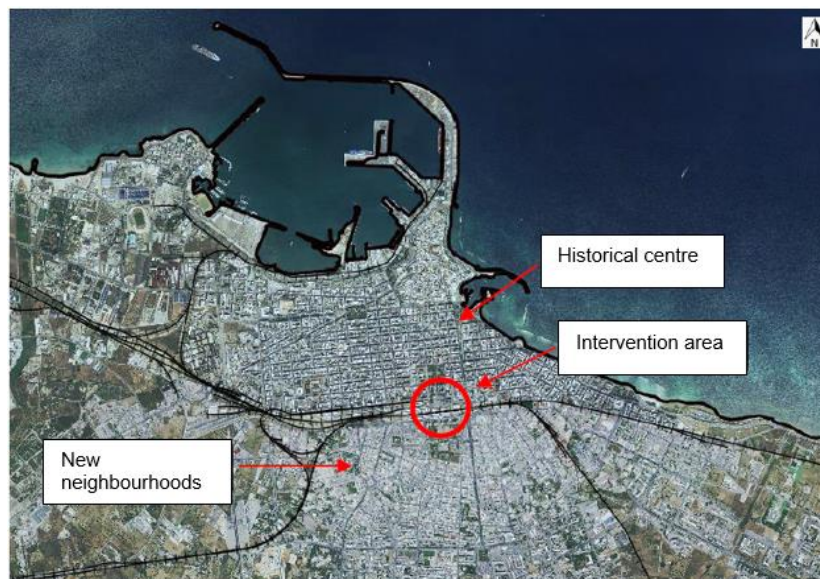 N
Historical centre
Intervention area
New
neighbourhoods